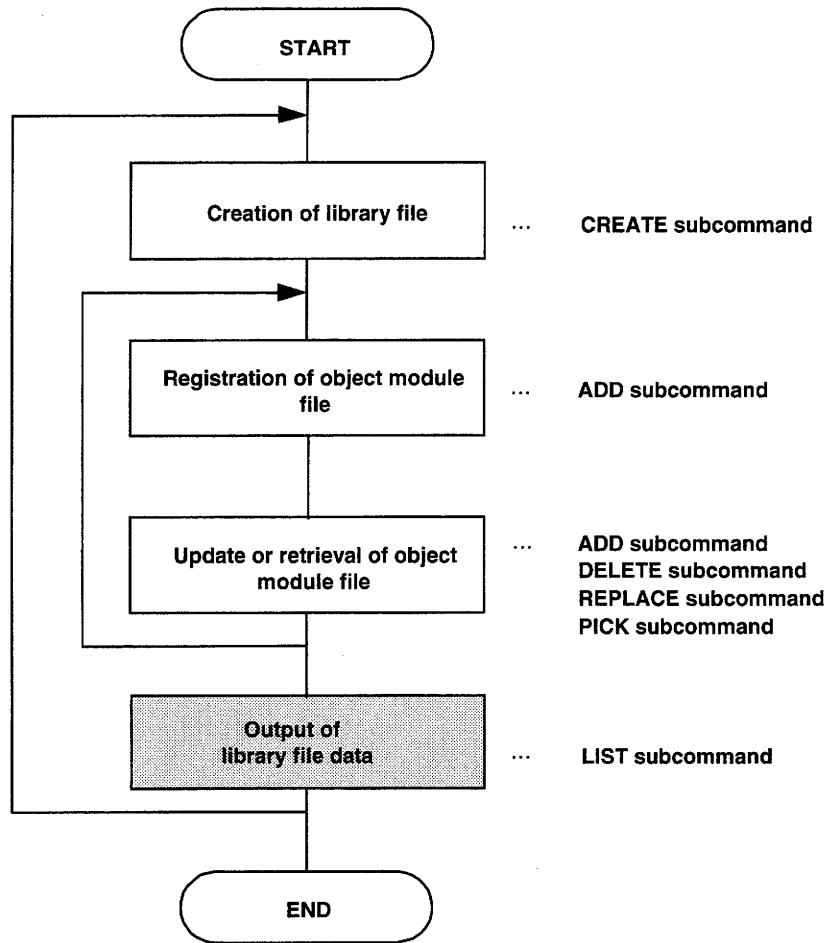 START
Creation of library file
... CREATE subcommand
Registration of object module
file
... ADD subcommand
Update or retrieval of object
module file
... ADD subcommand
DELETE subcommand
REPLACE subcommand
PICK subcommand
Output of
library file data
... LIST subcommand
END